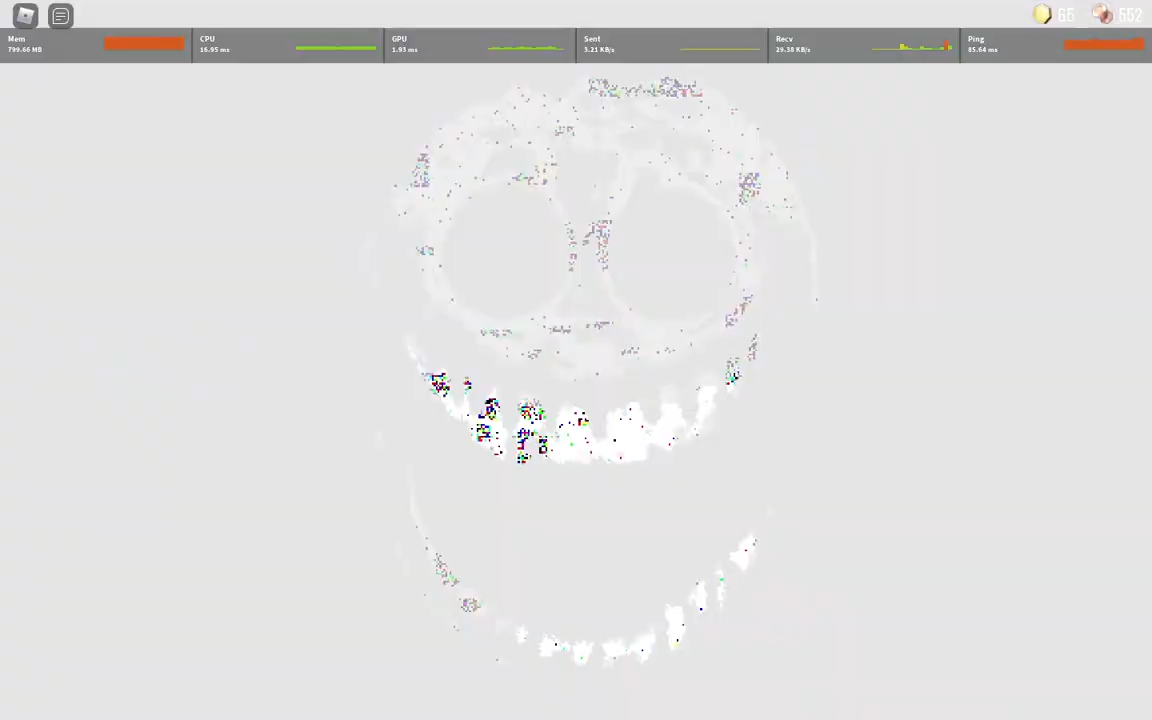 65 552
Mem CPU GPU Sent Recv Ping
799.66 MB 16.95 ms 1.93 ms 3.21 KB/s 29.38 KB/s 85.64 ms